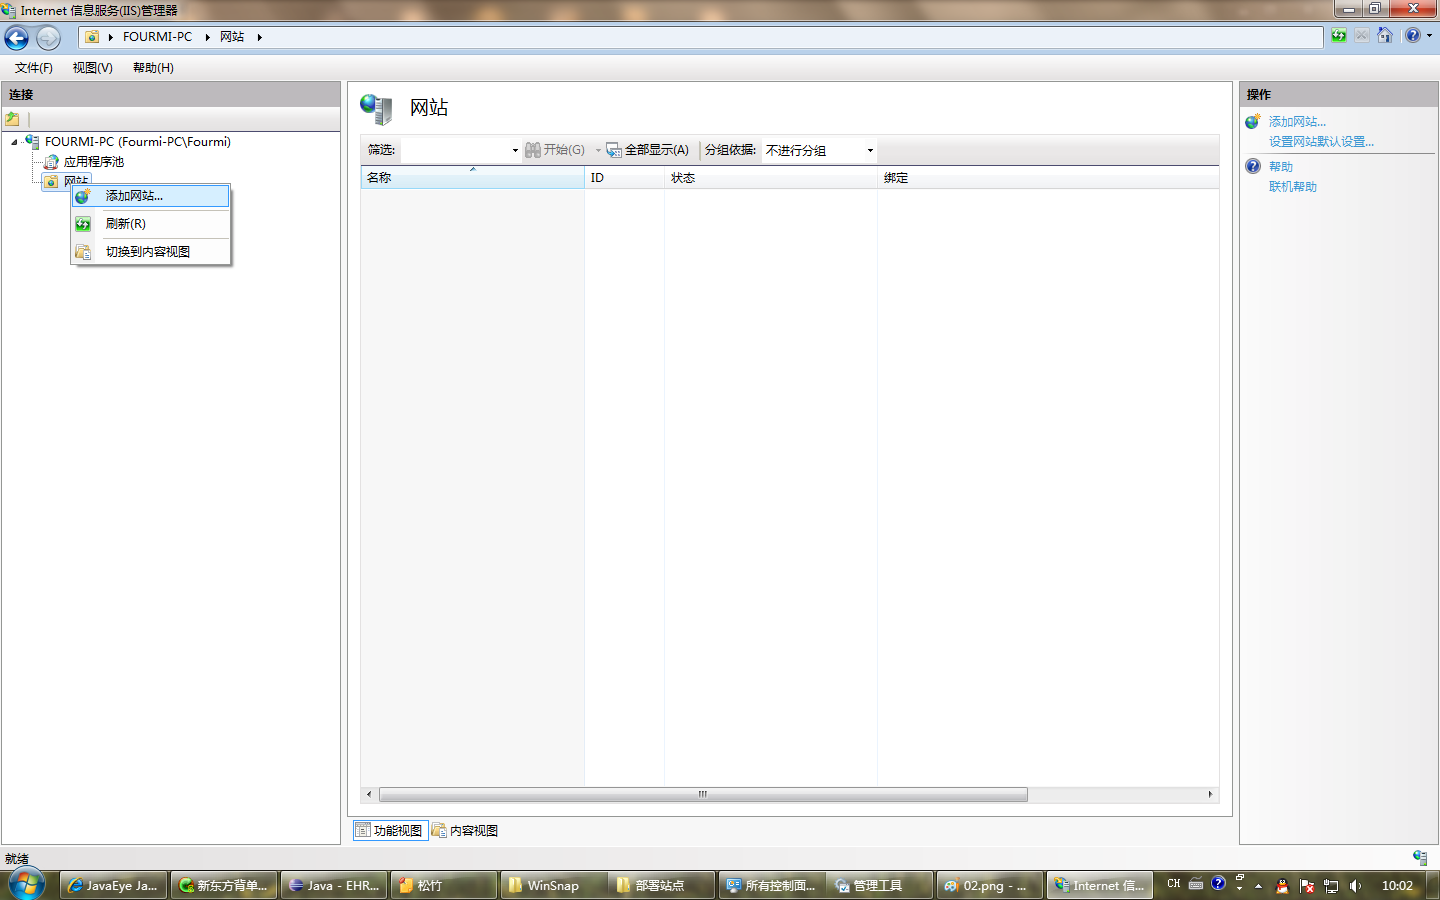 Internet 信息服务(IIS)管理器
FOURMI-PC 网站
文件(F) 视图(V) 帮助(H)
连接
FOURMI-PC (Fourmi-PC\Fourmi)
应用程序池
网站
添加网站...
刷新(R)
切换到内容视图
网站
筛选: 开始(G) 全部显示(A) 分组依据: 不进行分组
名称 ID 状态 绑定
功能视图 内容视图
操作
添加网站...
设置网站默认设置...
帮助
联机帮助
就绪
JavaEye Ja... 新东方背单... Java - EHR... 松竹 WinSnap 部署站点 所有控制面... 管理工具 02.png - ... Internet 信... CH 10:02